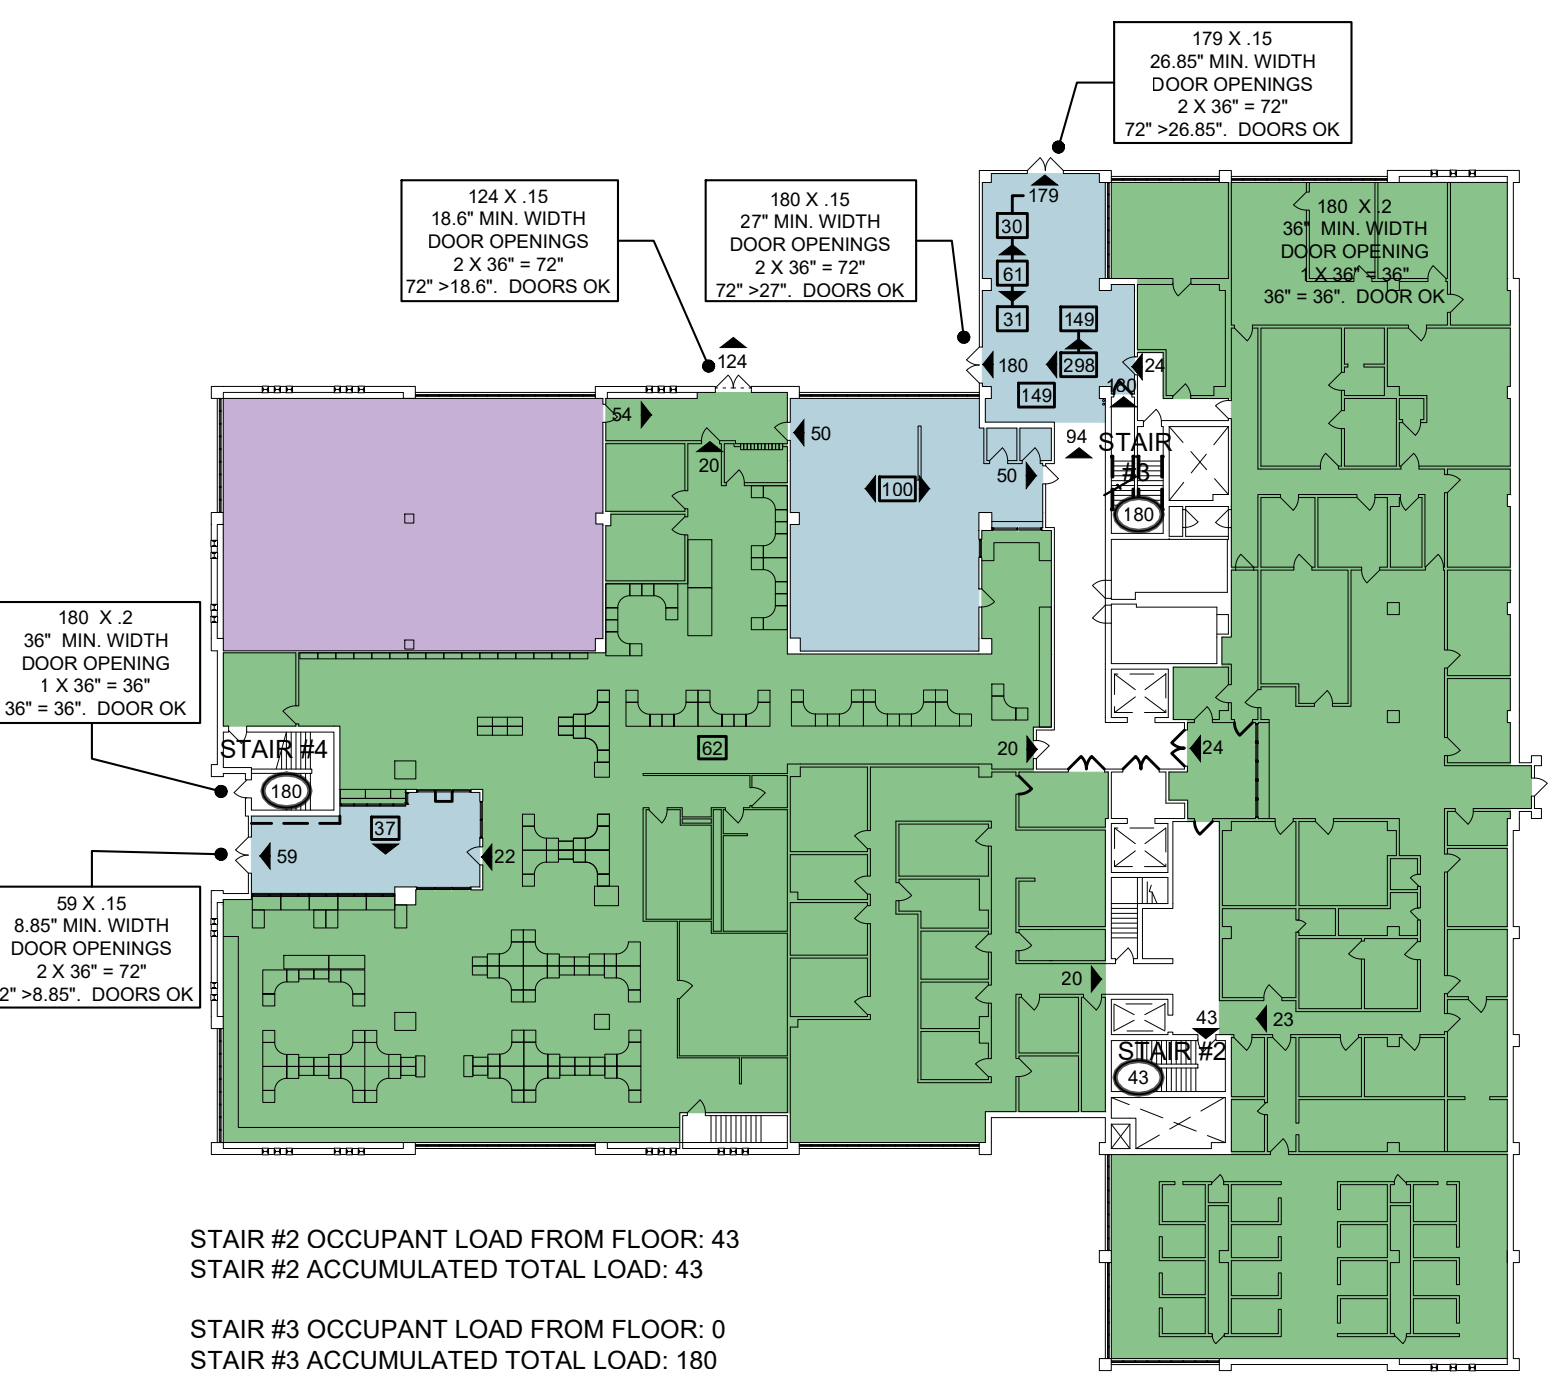 179 X .15
26.85" MIN. WIDTH
DOOR OPENINGS
2 X 36" = 72"
72" >26.85".  DOORS OK
124 X .15
18.6" MIN. WIDTH
DOOR OPENINGS
2 X 36" = 72"
72" >18.6".  DOORS OK
180 X .15
27" MIN. WIDTH
DOOR OPENINGS
2 X 36" = 72"
72" >27".  DOORS OK
179
30
61
31
149
180
298
149
24
180
180  X .2
36"  MIN. WIDTH
DOOR OPENING
1 X 36" = 36"
36" = 36".  DOOR OK
124
54
20
50
100
50
94
STAIR
#3
180
180  X .2
36"  MIN. WIDTH
DOOR OPENING
1 X 36" = 36"
36" = 36".  DOOR OK
STAIR #4
180
62
20
24
37
59
22
59 X .15
8.85" MIN. WIDTH
DOOR OPENINGS
2 X 36" = 72"
2" >8.85".  DOORS OK
20
43
23
STAIR #2
43
STAIR #2 OCCUPANT LOAD FROM FLOOR: 43
STAIR #2 ACCUMULATED TOTAL LOAD: 43
STAIR #3 OCCUPANT LOAD FROM FLOOR: 0
STAIR #3 ACCUMULATED TOTAL LOAD: 180